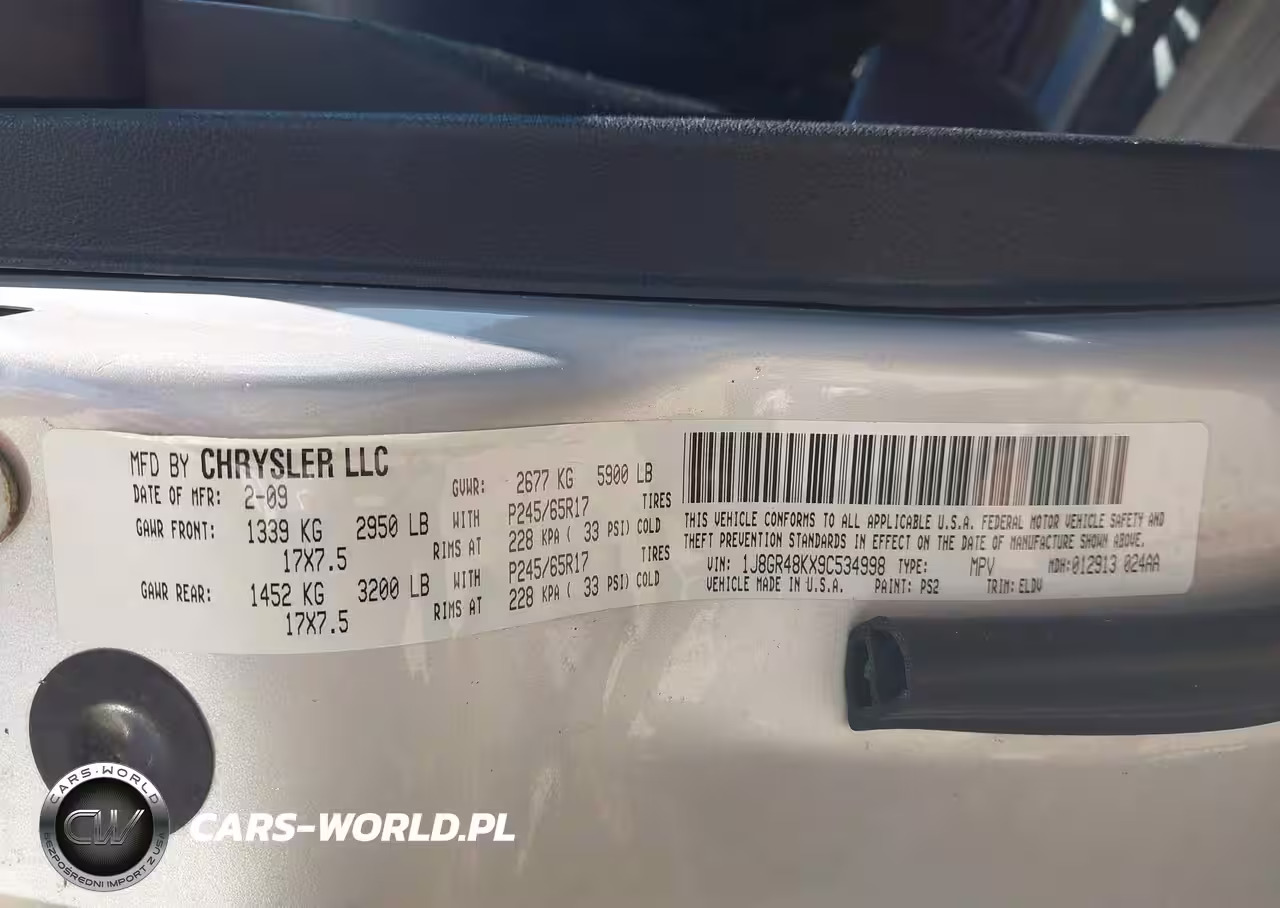 MFD BY CHRYSLER LLC
DATE OF MFR: 2-09 GVWR: 2677 KG 5900 LB
GAWR FRONT: 1339 KG 2950 LB WITH P245/65R17 TIRES
17X7.5 RIMS AT 228 KPA ( 33 PSI) COLD
GAWR REAR: 1452 KG 3200 LB WITH P245/65R17 TIRES
17X7.5 RIMS AT 228 KPA ( 33 PSI) COLD
THIS VEHICLE CONFORMS TO ALL APPLICABLE U.S.A. FEDERAL MOTOR VEHICLE SAFETY AND
THEFT PREVENTION STANDARDS IN EFFECT ON THE DATE OF MANUFACTURE SHOWN ABOVE.
VIN: 1J8GR48KX9C534998 TYPE: MPV MDH:012913 024AA
VEHICLE MADE IN U.S.A. PAINT: PS2 TRIM: ELDV
CARS-WORLD
CW
BEZPOŚREDNI IMPORT Z USA
CARS-WORLD.PL